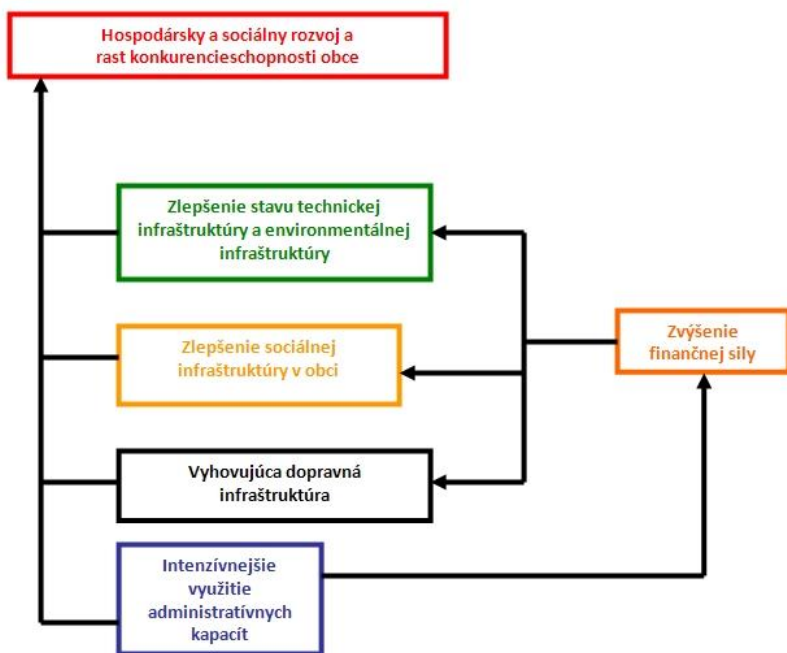 Hospodársky a sociálny rozvoj a
rast konkurencieschopnosti obce
Zlepšenie stavu technickej
infraštruktúry a environmentálnej
infraštruktúry
Zlepšenie sociálnej
infraštruktúry v obci
Zvýšenie
finančnej sily
Vyhovujúca dopravná
infraštruktúra
Intenzívnejšie
využitie
administratívnych
kapacít